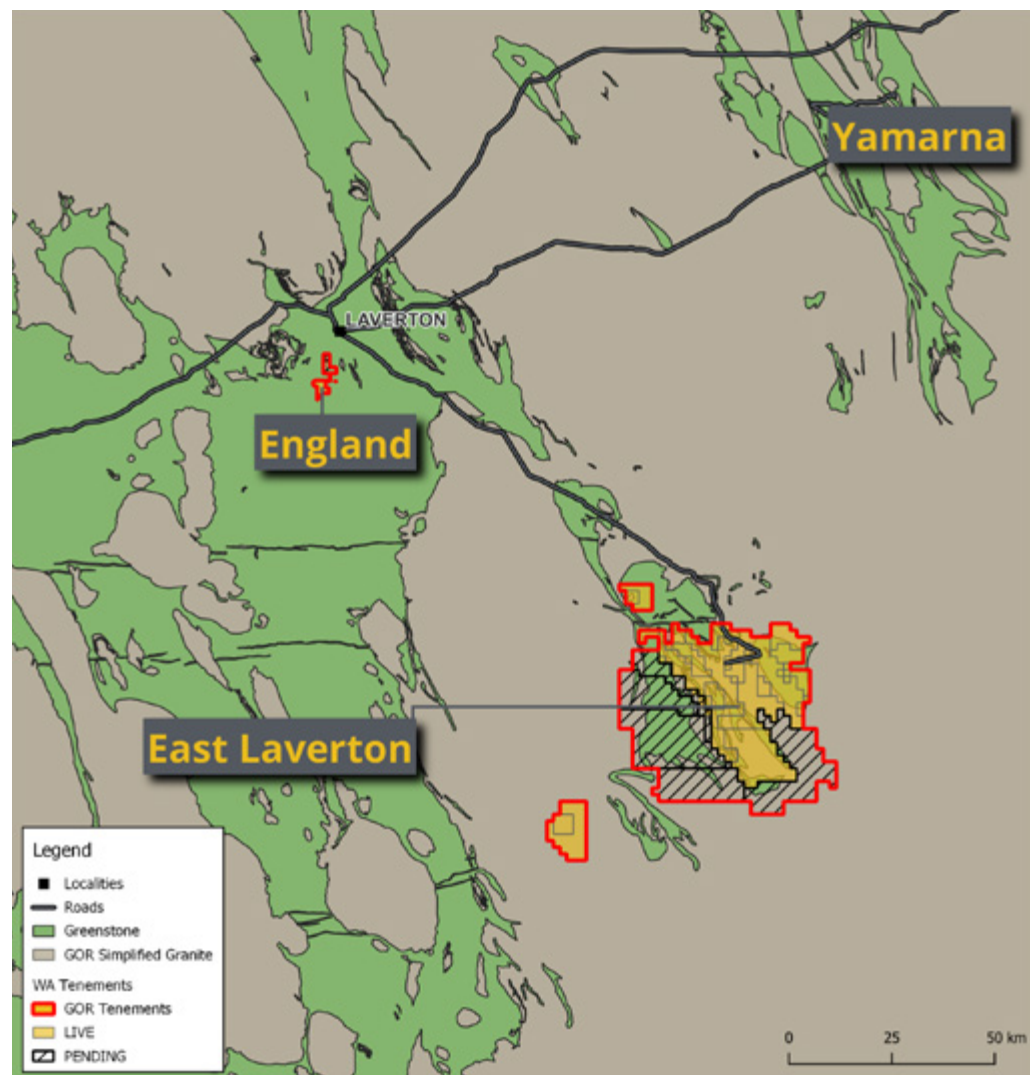 Yamarna
LAVERTON
England
East Laverton
Legend
Localities
Roads
Greenstone
GOR Simplified Granite
WA Tenements
GOR Tenements
LIVE
PENDING
0 25 50 km